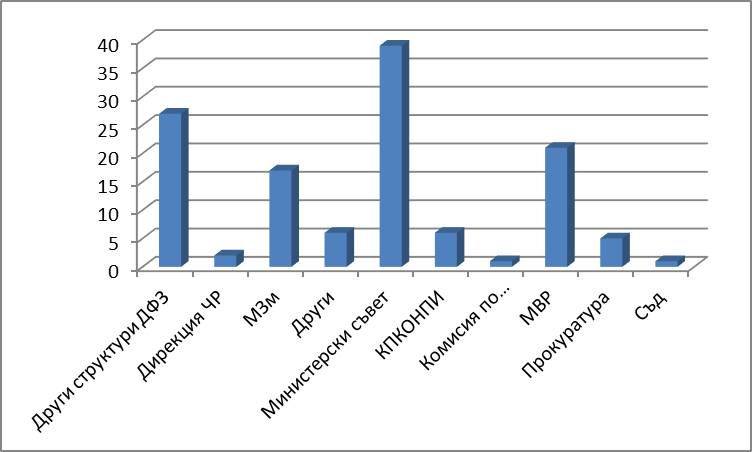 40
35
30
25
20
15
10
5
0
Други структури ДФЗ
Дирекция ЧР
МЗм
Други
Министерски съвет
КПКОНПИ
Комисия по...
МВР
Прокуратура
Съд